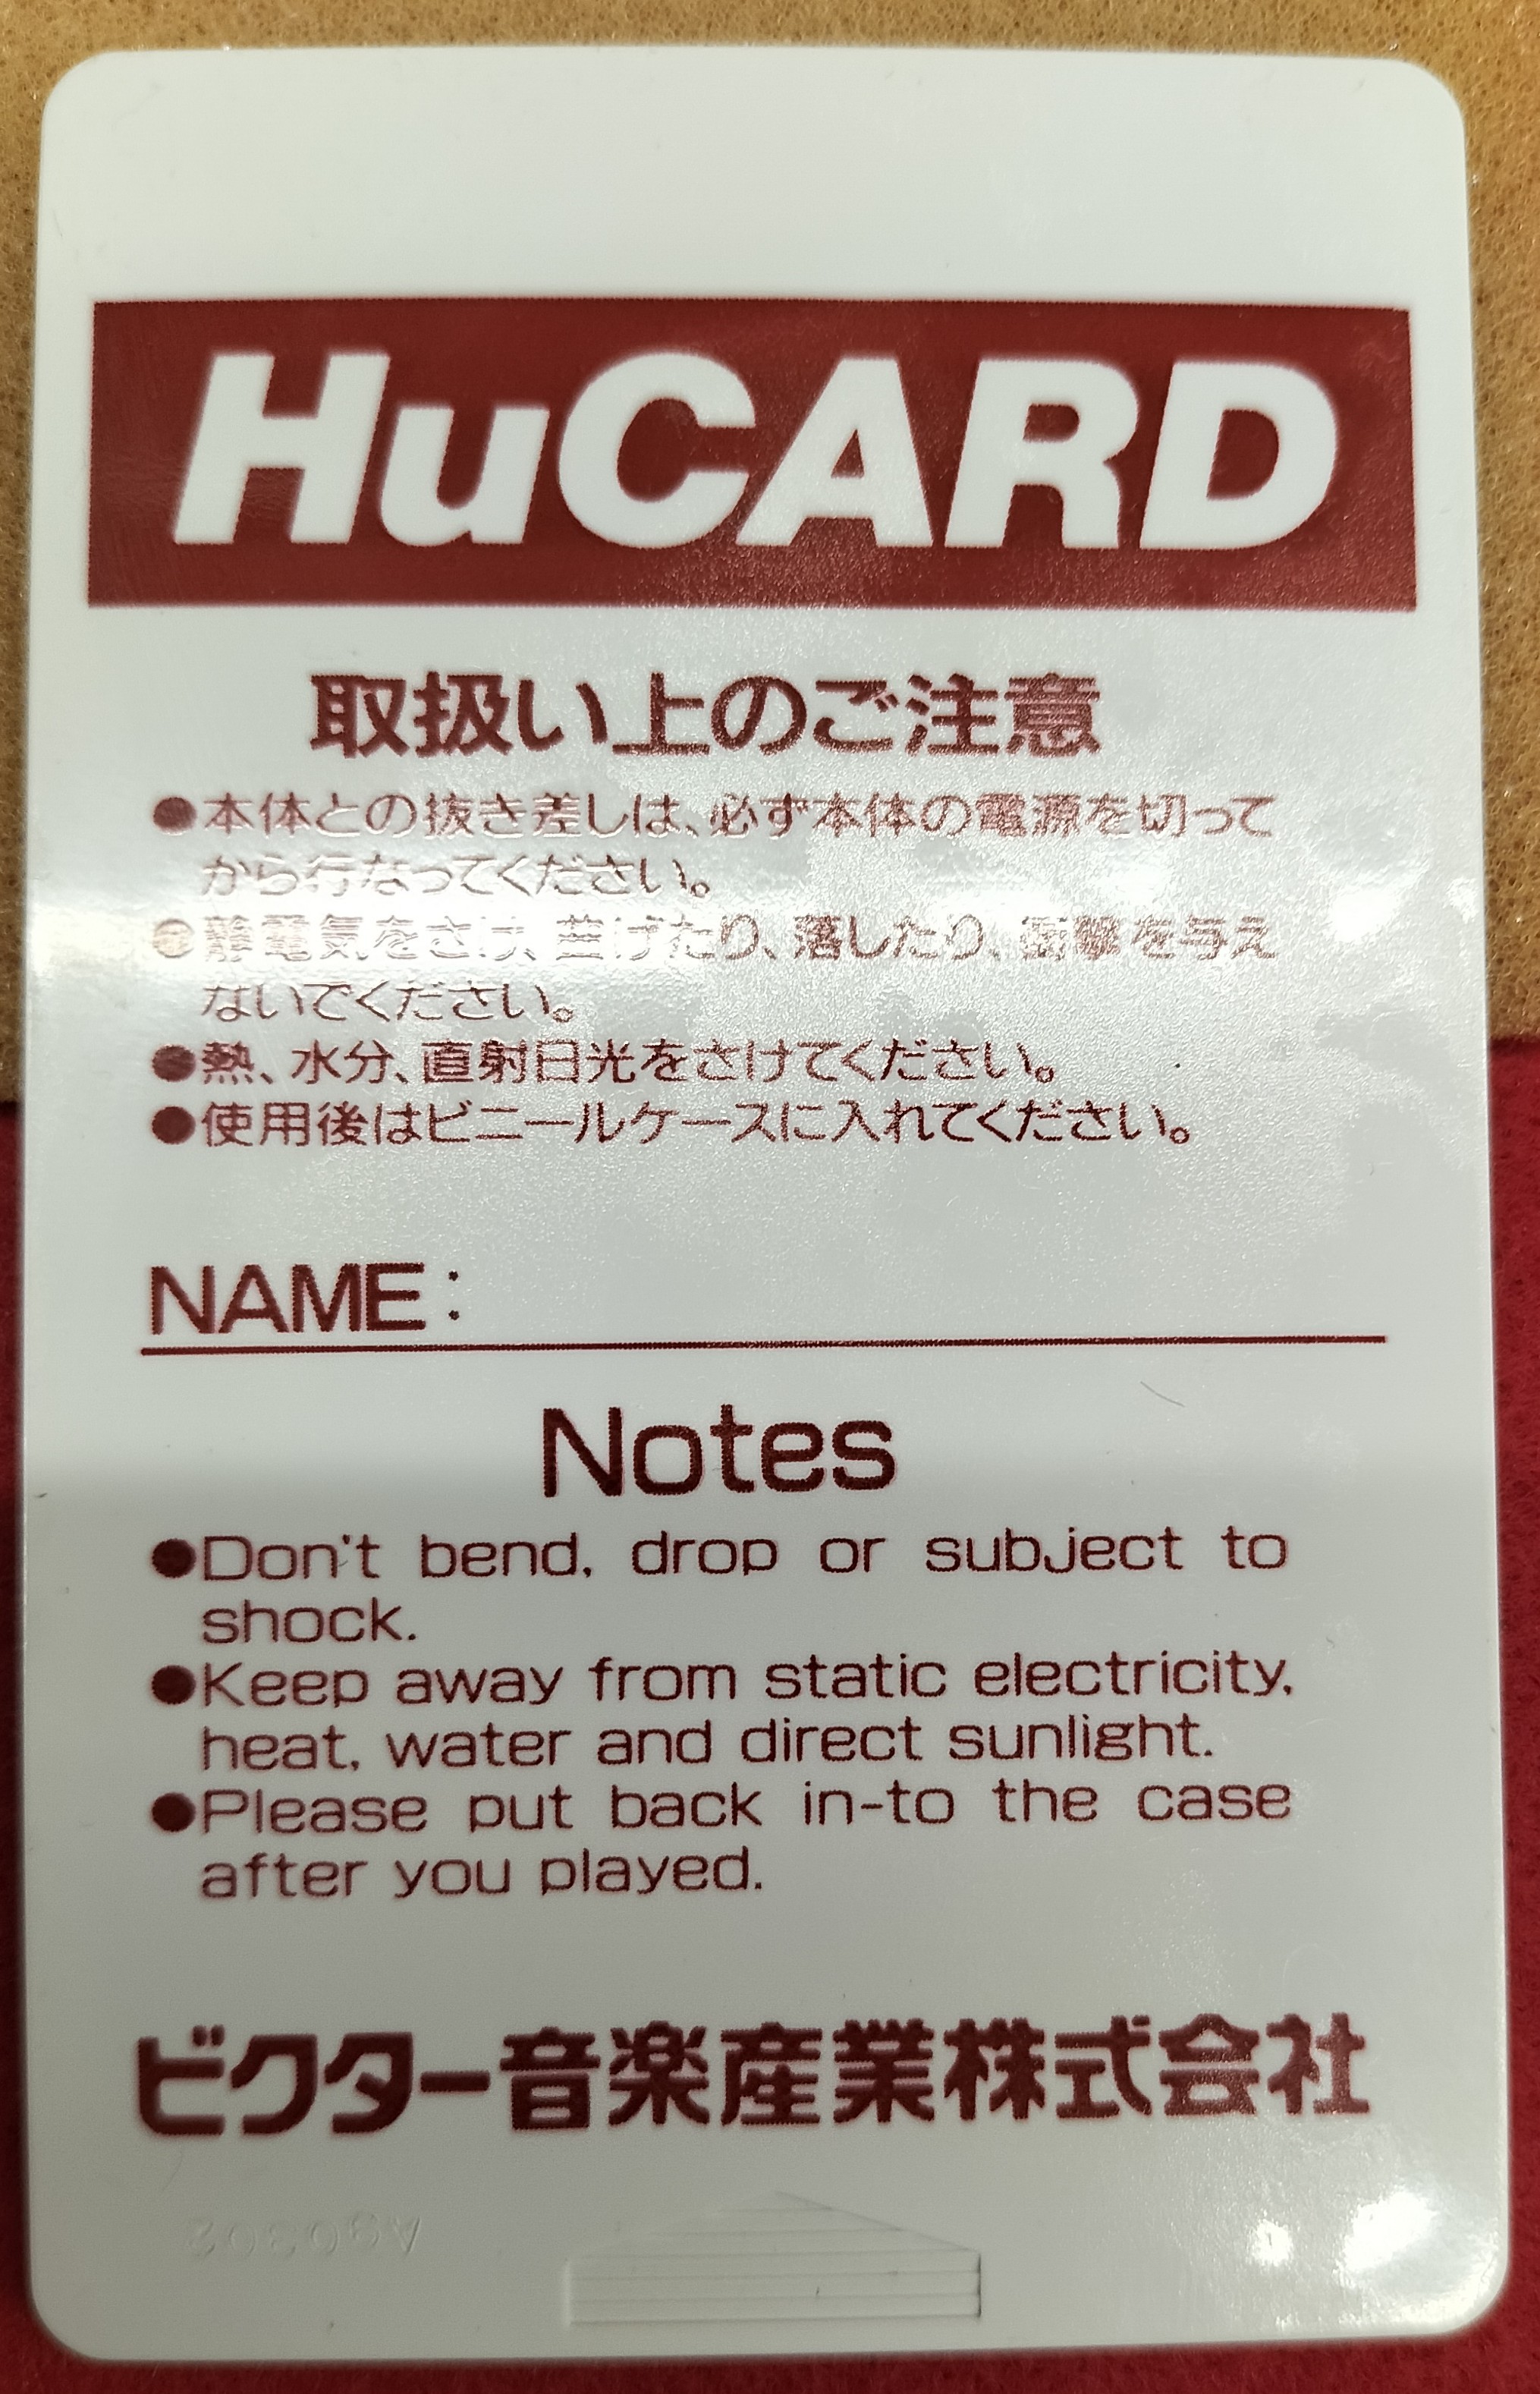 HuCARD
取扱い上のご注意
●本体との抜き差しは、必ず本体の電源を切って
から行なってください。
●静電気をさけ、曲げたり、落したり、衝撃を与え
ないでください。
●熱、水分、直射日光をさけてください。
●使用後はビニールケースに入れてください。
NAME:
Notes
●Don't bend, drop or subject to
shock.
●Keep away from static electricity,
heat, water and direct sunlight.
●Please put back in-to the case
after you played.
ビクター音楽産業株式会社